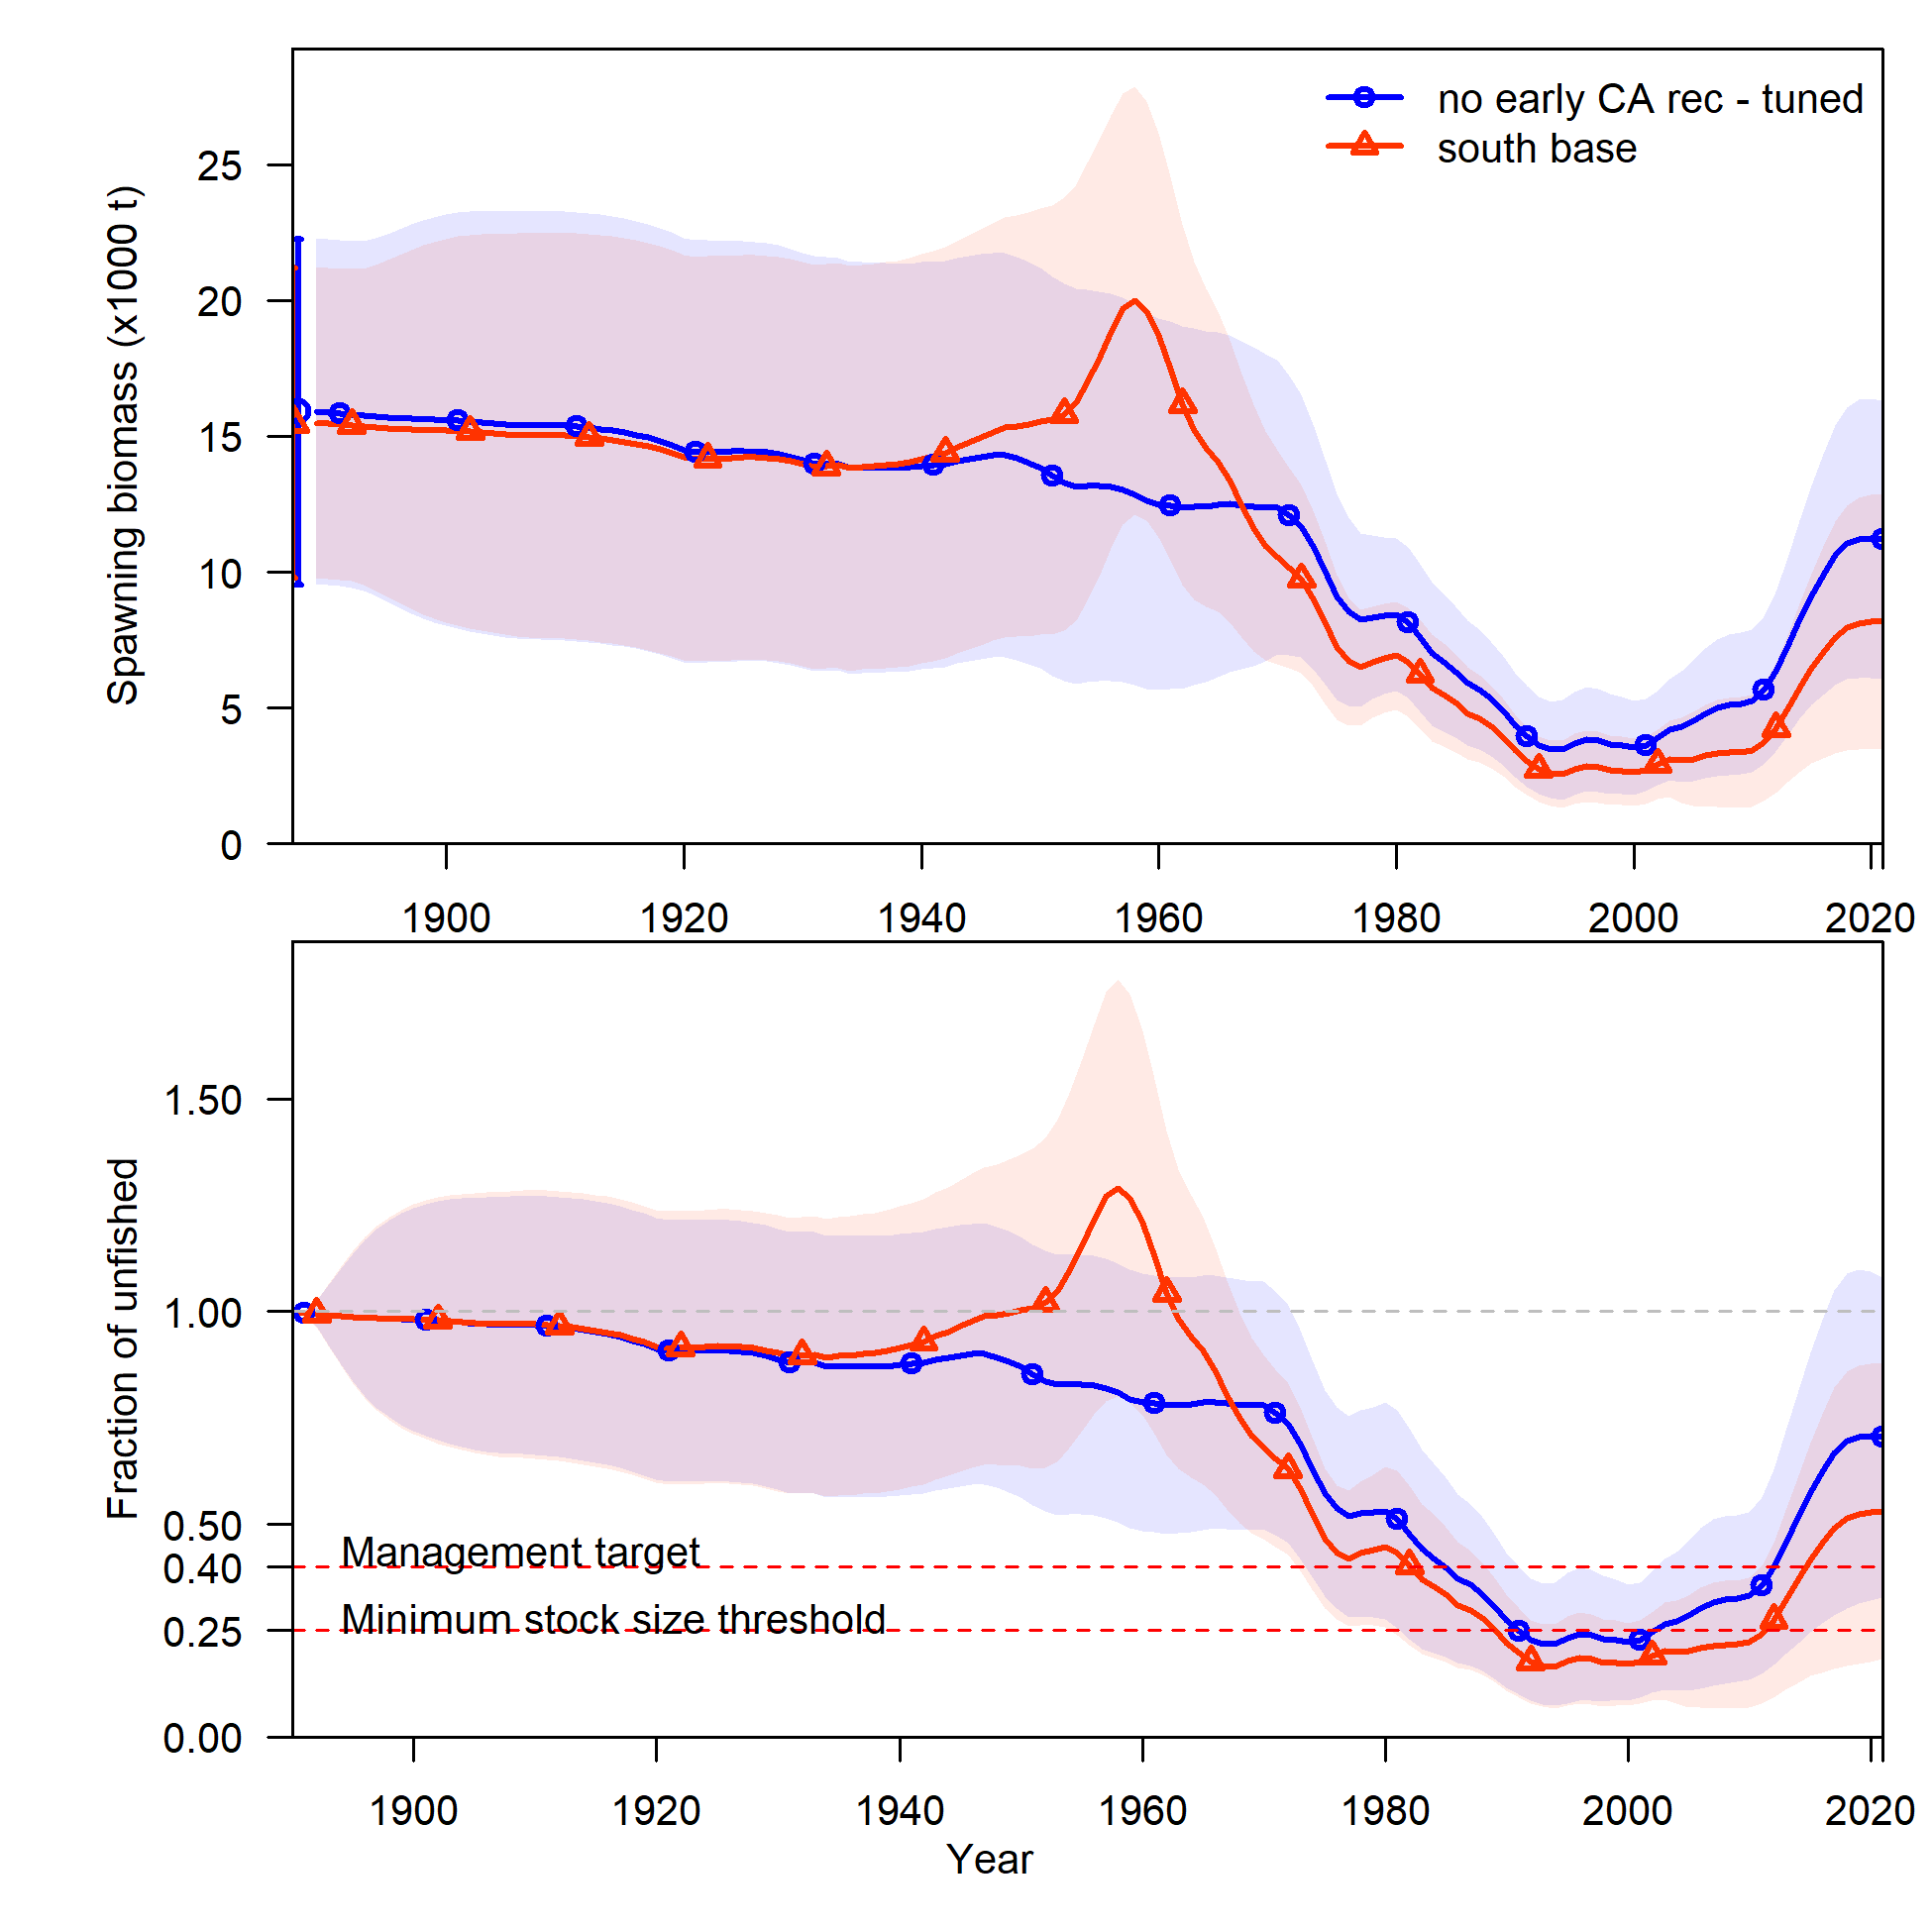 no early CA rec - tuned
south base
Spawning biomass (x1000 t)
25
20
15
10
5
0
1900 1920 1940 1960 1980 2000 2020
Fraction of unfished
1.50
1.00
0.50
0.40
0.25
0.00
Management target
Minimum stock size threshold
1900 1920 1940 1960 1980 2000 2020
Year